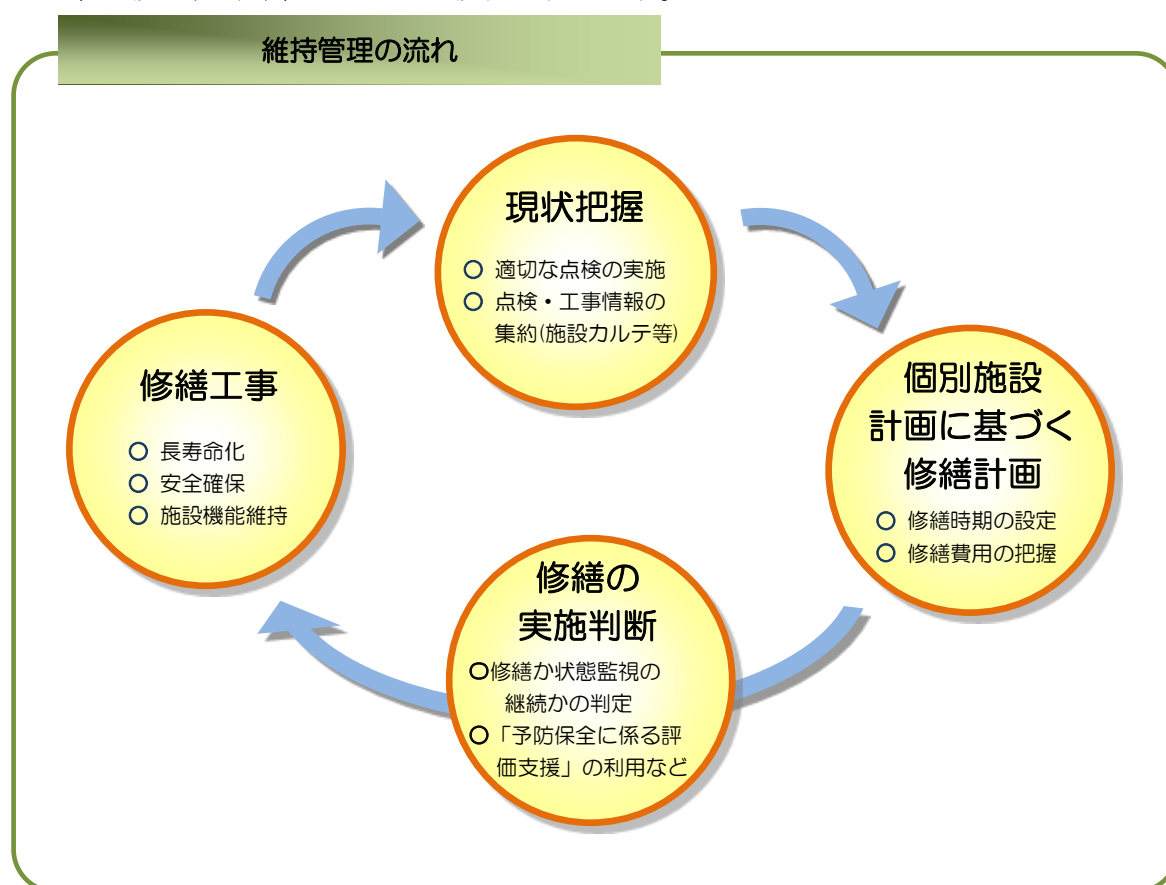 維持管理の流れ
現状把握
○ 適切な点検の実施
○ 点検・工事情報の
集約(施設カルテ等)
個別施設
計画に基づく
修繕計画
○ 修繕時期の設定
○ 修繕費用の把握
修繕の
実施判断
○修繕か状態監視の
継続かの判定
○「予防保全に係る評
価支援」の利用など
修繕工事
○ 長寿命化
○ 安全確保
○ 施設機能維持